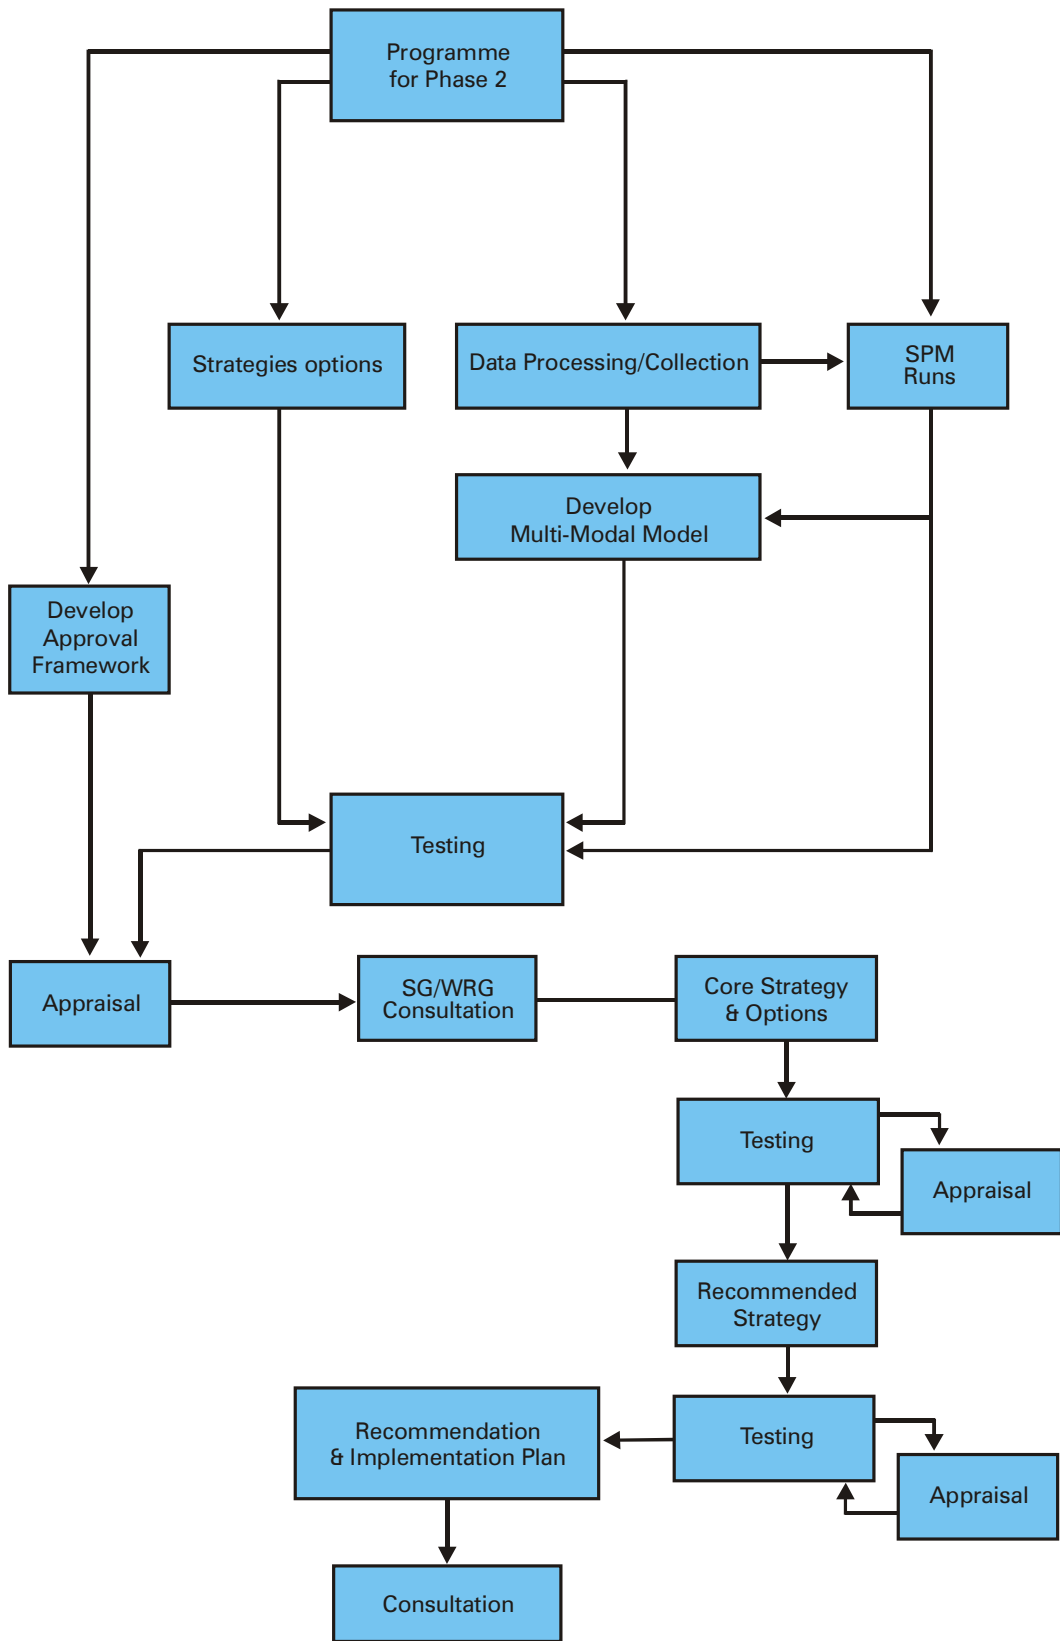 Programme
for Phase 2
Strategies options
Data Processing/Collection
SPM
Runs
Develop
Multi-Modal Model
Develop
Approval
Framework
Testing
Appraisal
SG/WRG
Consultation
Core Strategy
& Options
Testing
Appraisal
Recommended
Strategy
Recommendation
& Implementation Plan
Testing
Appraisal
Consultation